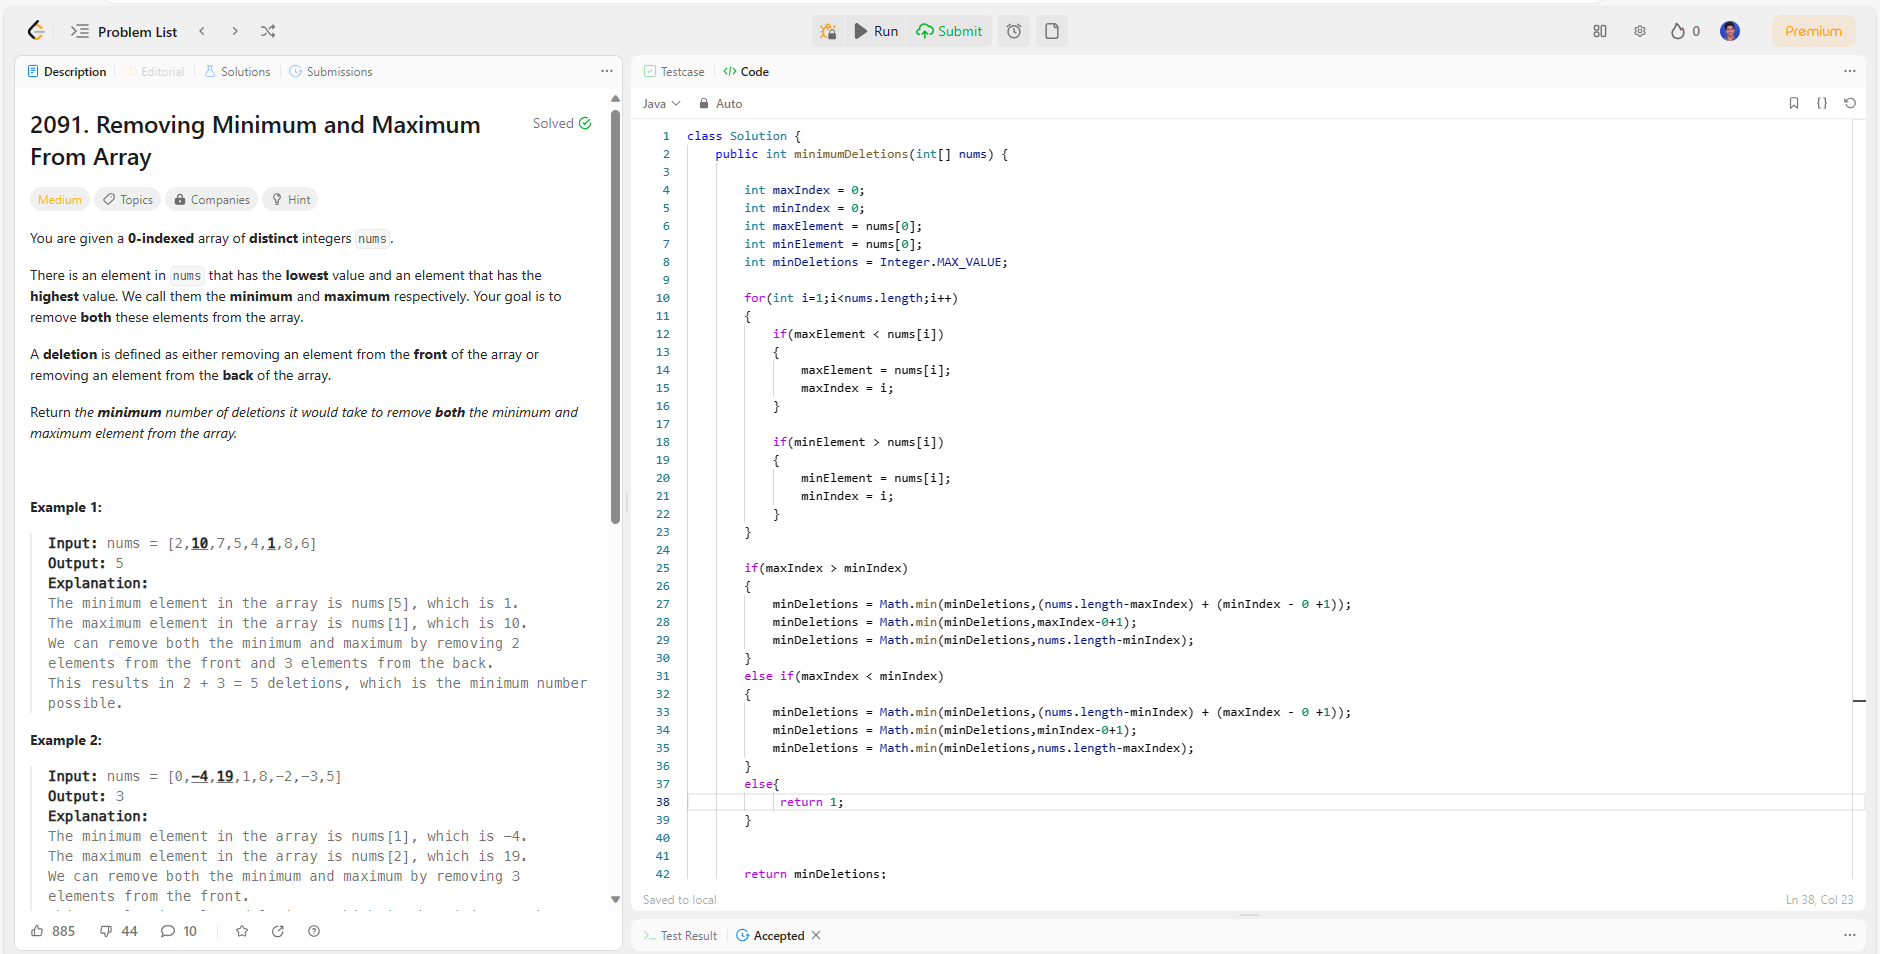 Problem List
Run
Submit
0
Premium
Description
Editorial
Solutions
Submissions
2091. Removing Minimum and Maximum
From Array
Solved
Medium
Topics
Companies
Hint
You are given a 0-indexed array of distinct integers nums.
There is an element in nums that has the lowest value and an element that has the
highest value. We call them the minimum and maximum respectively. Your goal is to
remove both these elements from the array.
A deletion is defined as either removing an element from the front of the array or
removing an element from the back of the array.
Return the minimum number of deletions it would take to remove both the minimum and
maximum element from the array.
Example 1:
Input: nums = [2,10,7,5,4,1,8,6]
Output: 5
Explanation:
The minimum element in the array is nums[5], which is 1.
The maximum element in the array is nums[1], which is 10.
We can remove both the minimum and maximum by removing 2
elements from the front and 3 elements from the back.
This results in 2 + 3 = 5 deletions, which is the minimum number
possible.
Example 2:
Input: nums = [0,-4,19,1,8,-2,-3,5]
Output: 3
Explanation:
The minimum element in the array is nums[1], which is -4.
The maximum element in the array is nums[2], which is 19.
We can remove both the minimum and maximum by removing 3
elements from the front.
885
44
10
Testcase
Code
Java
Auto
1 class Solution {
2 public int minimumDeletions(int[] nums) {
3
4 int maxIndex = 0;
5 int minIndex = 0;
6 int maxElement = nums[0];
7 int minElement = nums[0];
8 int minDeletions = Integer.MAX_VALUE;
9
10 for(int i=1;i<nums.length;i++)
11 {
12 if(maxElement < nums[i])
13 {
14 maxElement = nums[i];
15 maxIndex = i;
16 }
17
18 if(minElement > nums[i])
19 {
20 minElement = nums[i];
21 minIndex = i;
22 }
23 }
24
25 if(maxIndex > minIndex)
26 {
27 minDeletions = Math.min(minDeletions,(nums.length-maxIndex) + (minIndex - 0 +1));
28 minDeletions = Math.min(minDeletions,maxIndex-0+1);
29 minDeletions = Math.min(minDeletions,nums.length-minIndex);
30 }
31 else if(maxIndex < minIndex)
32 {
33 minDeletions = Math.min(minDeletions,(nums.length-minIndex) + (maxIndex - 0 +1));
34 minDeletions = Math.min(minDeletions,minIndex-0+1);
35 minDeletions = Math.min(minDeletions,nums.length-maxIndex);
36 }
37 else{
38 return 1;
39 }
40
41
42 return minDeletions;
Saved to local
Ln 38, Col 23
Test Result
Accepted